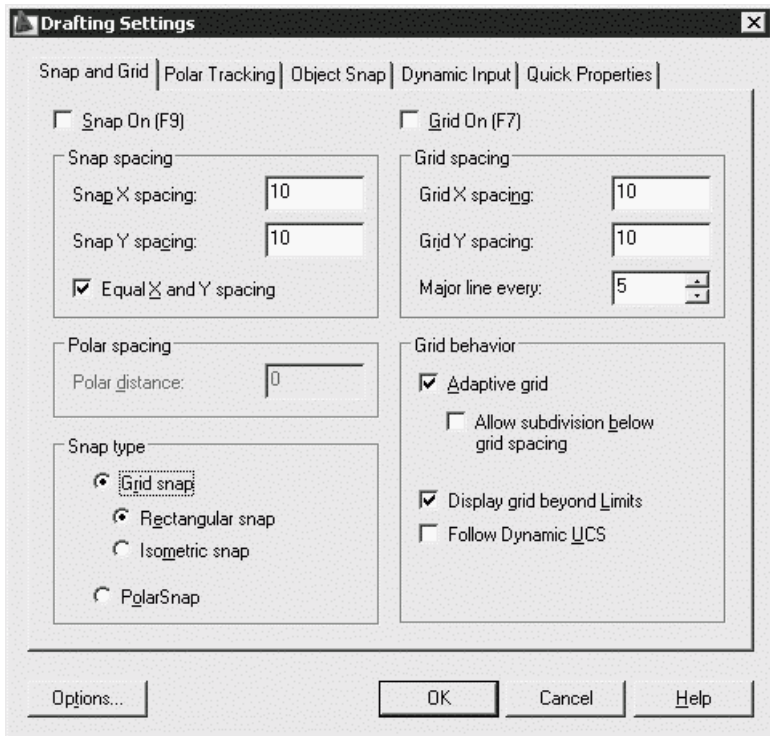 Drafting Settings
Snap and Grid
Polar Tracking
Object Snap
Dynamic Input
Quick Properties
Snap On (F9)
Snap spacing
Snap X spacing: 10
Snap Y spacing: 10
Equal X and Y spacing
Polar spacing
Polar distance: 0
Snap type
Grid snap
Rectangular snap
Isometric snap
PolarSnap
Grid On (F7)
Grid spacing
Grid X spacing: 10
Grid Y spacing: 10
Major line every: 5
Grid behavior
Adaptive grid
Allow subdivision below
grid spacing
Display grid beyond Limits
Follow Dynamic UCS
Options...
OK
Cancel
Help